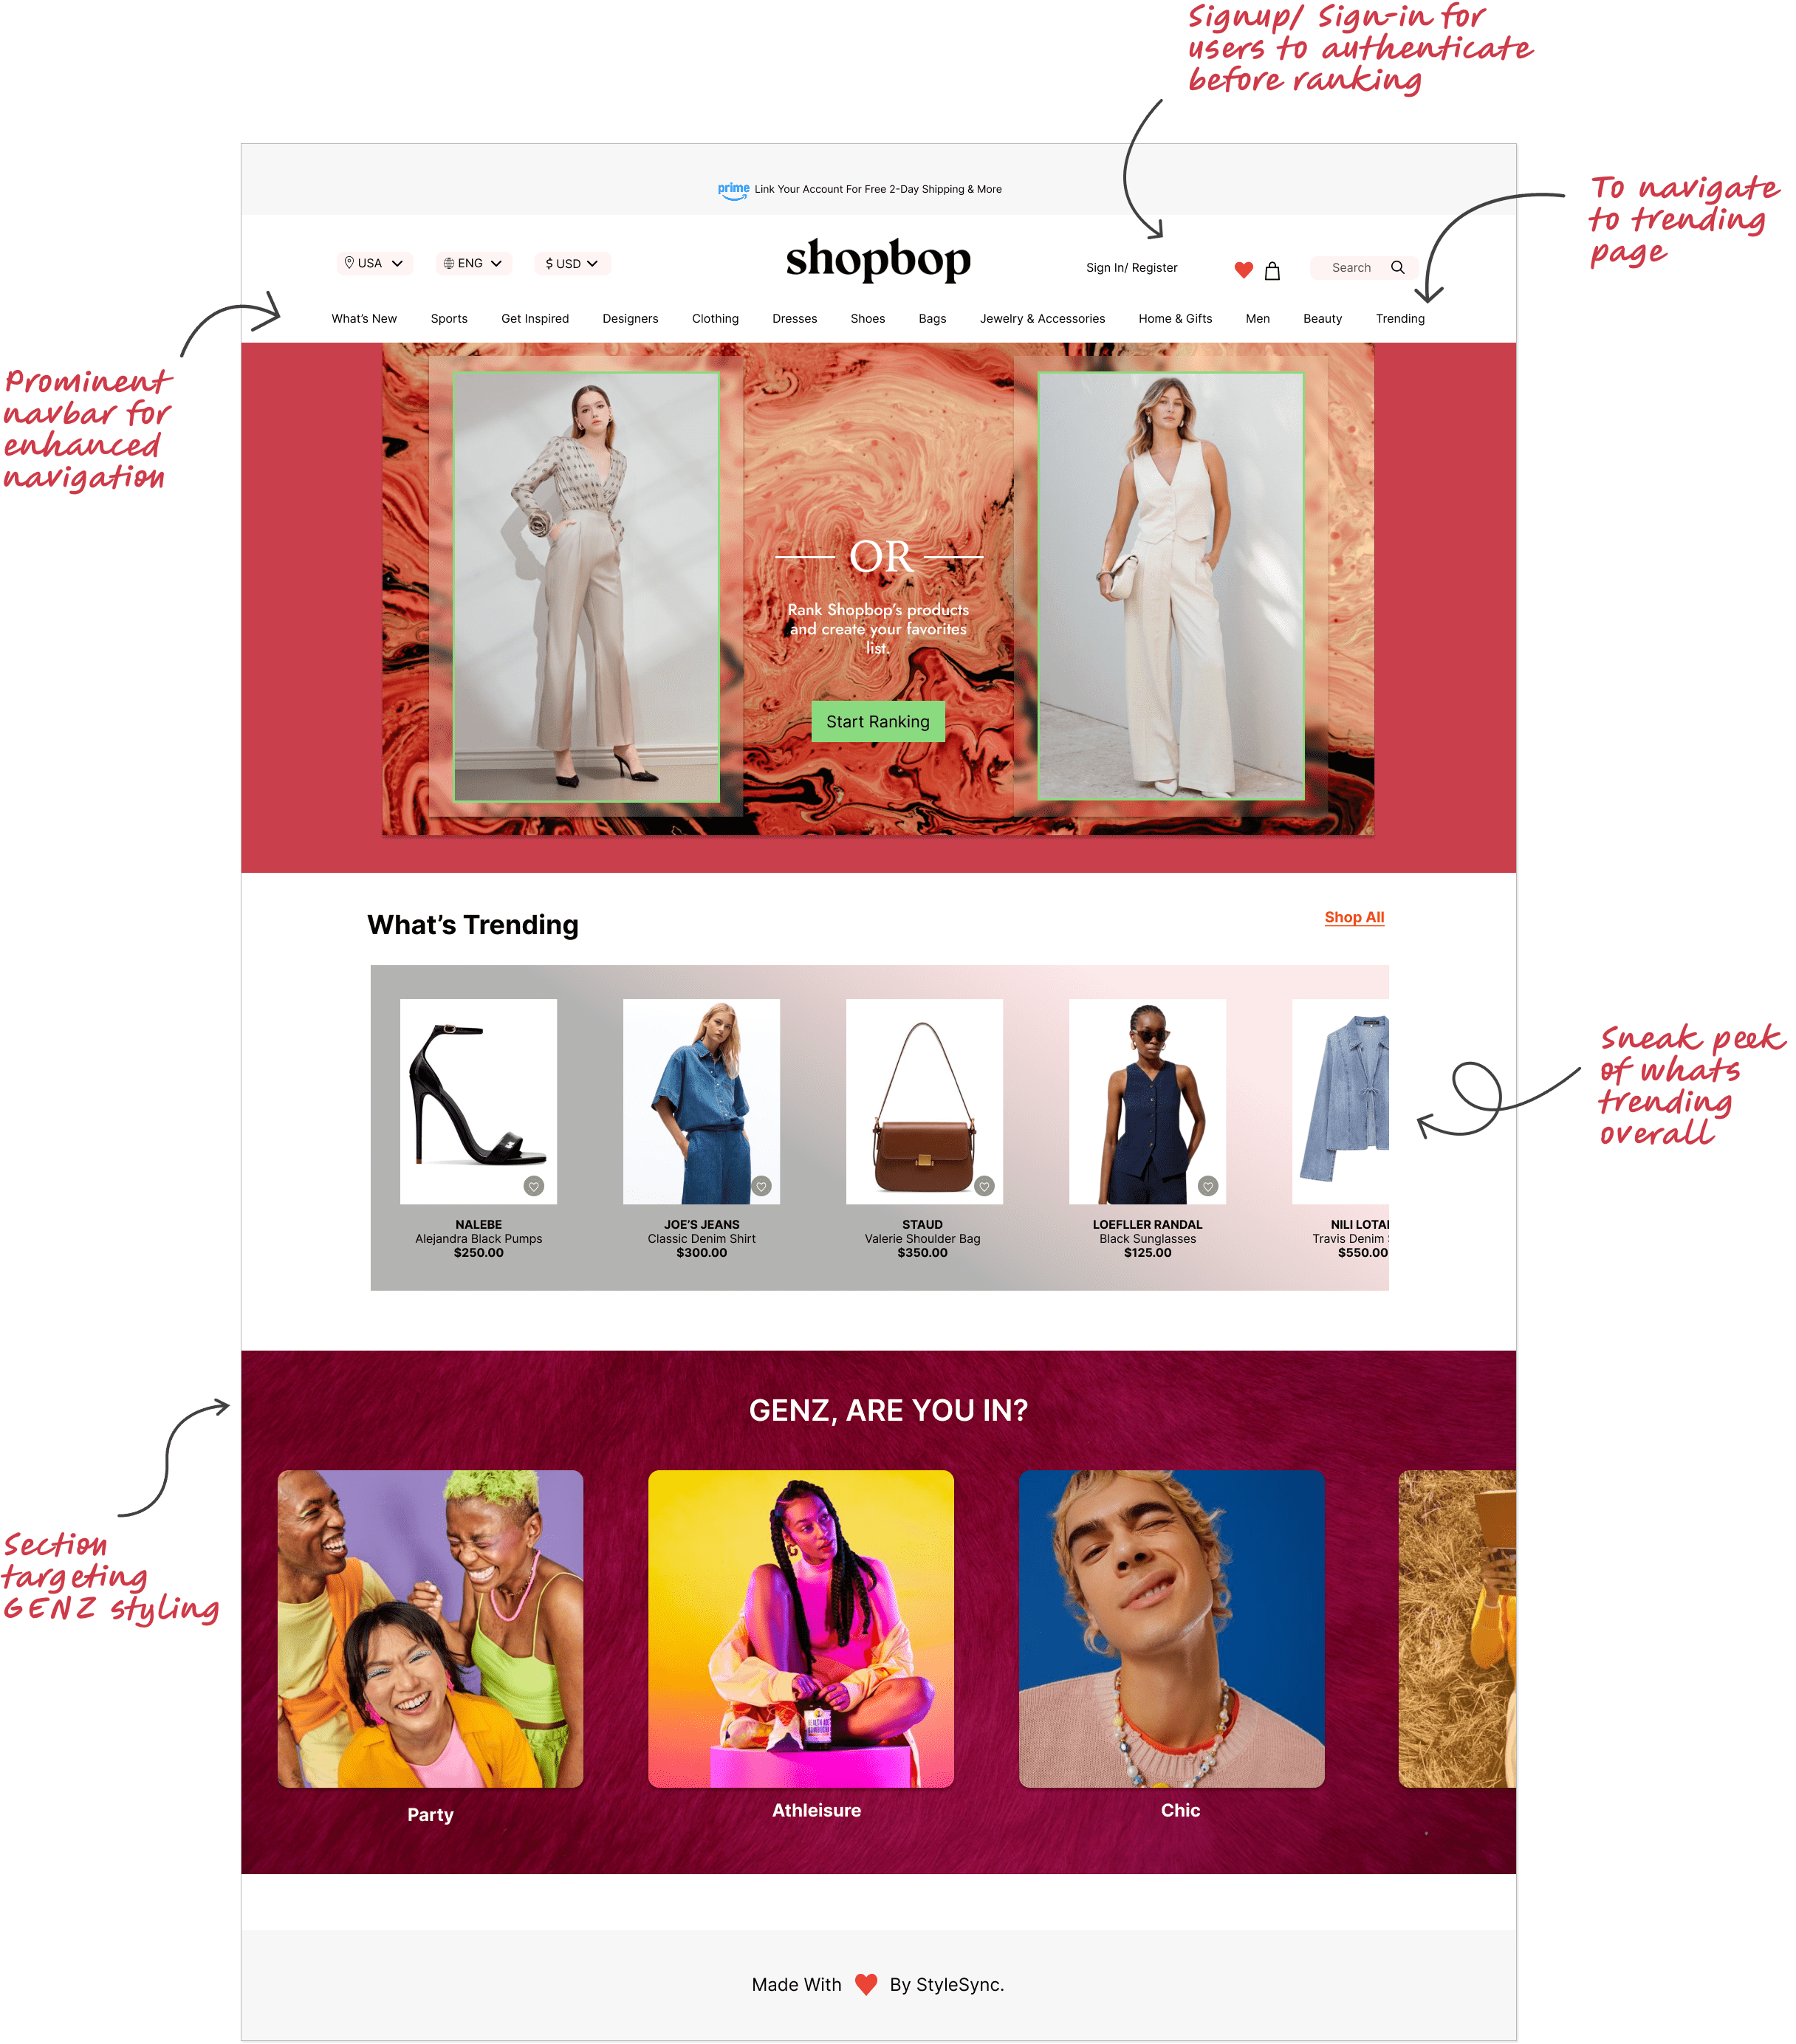 Signup/ Sign-in for
users to authenticate
before ranking
To navigate
to trending
page
prime Link Your Account For Free 2-Day Shipping & More
USA
ENG
$ USD
shopbop
Sign In/ Register
Search
What's New Sports Get Inspired Designers Clothing Dresses Shoes Bags Jewelry & Accessories Home & Gifts Men Beauty Trending
Prominent
navbar for
enhanced
navigation
OR
Rank Shopbop's products
and create your favorites
list.
Start Ranking
What's Trending
Shop All
NALEBE
Alejandra Black Pumps
$250.00
JOE'S JEANS
Classic Denim Shirt
$300.00
STAUD
Valerie Shoulder Bag
$350.00
LOEFLLER RANDAL
Black Sunglasses
$125.00
NILI LOTA
Travis Denim
$550.00
Sneak peek
of whats
trending
overall
GENZ, ARE YOU IN?
Section
targeting
GENZ styling
HEALTH-ADE
KOMBUCHA
Party
Athleisure
Chic
Made With By StyleSync.